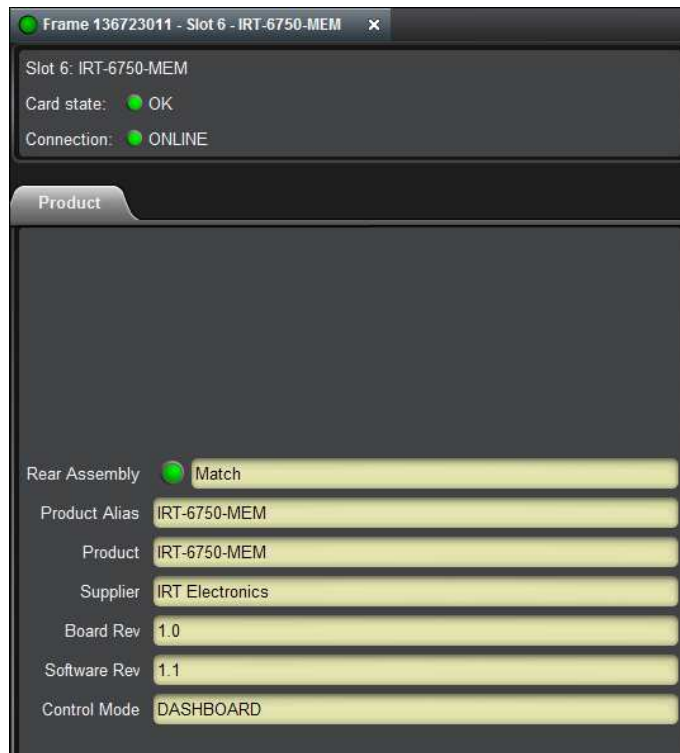 Frame 136723011 - Slot 6 - IRT-6750-MEM x
Slot 6: IRT-6750-MEM
Card state: OK
Connection: ONLINE
Product
Rear Assembly Match
Product Alias IRT-6750-MEM
Product IRT-6750-MEM
Supplier IRT Electronics
Board Rev 1.0
Software Rev 1.1
Control Mode DASHBOARD